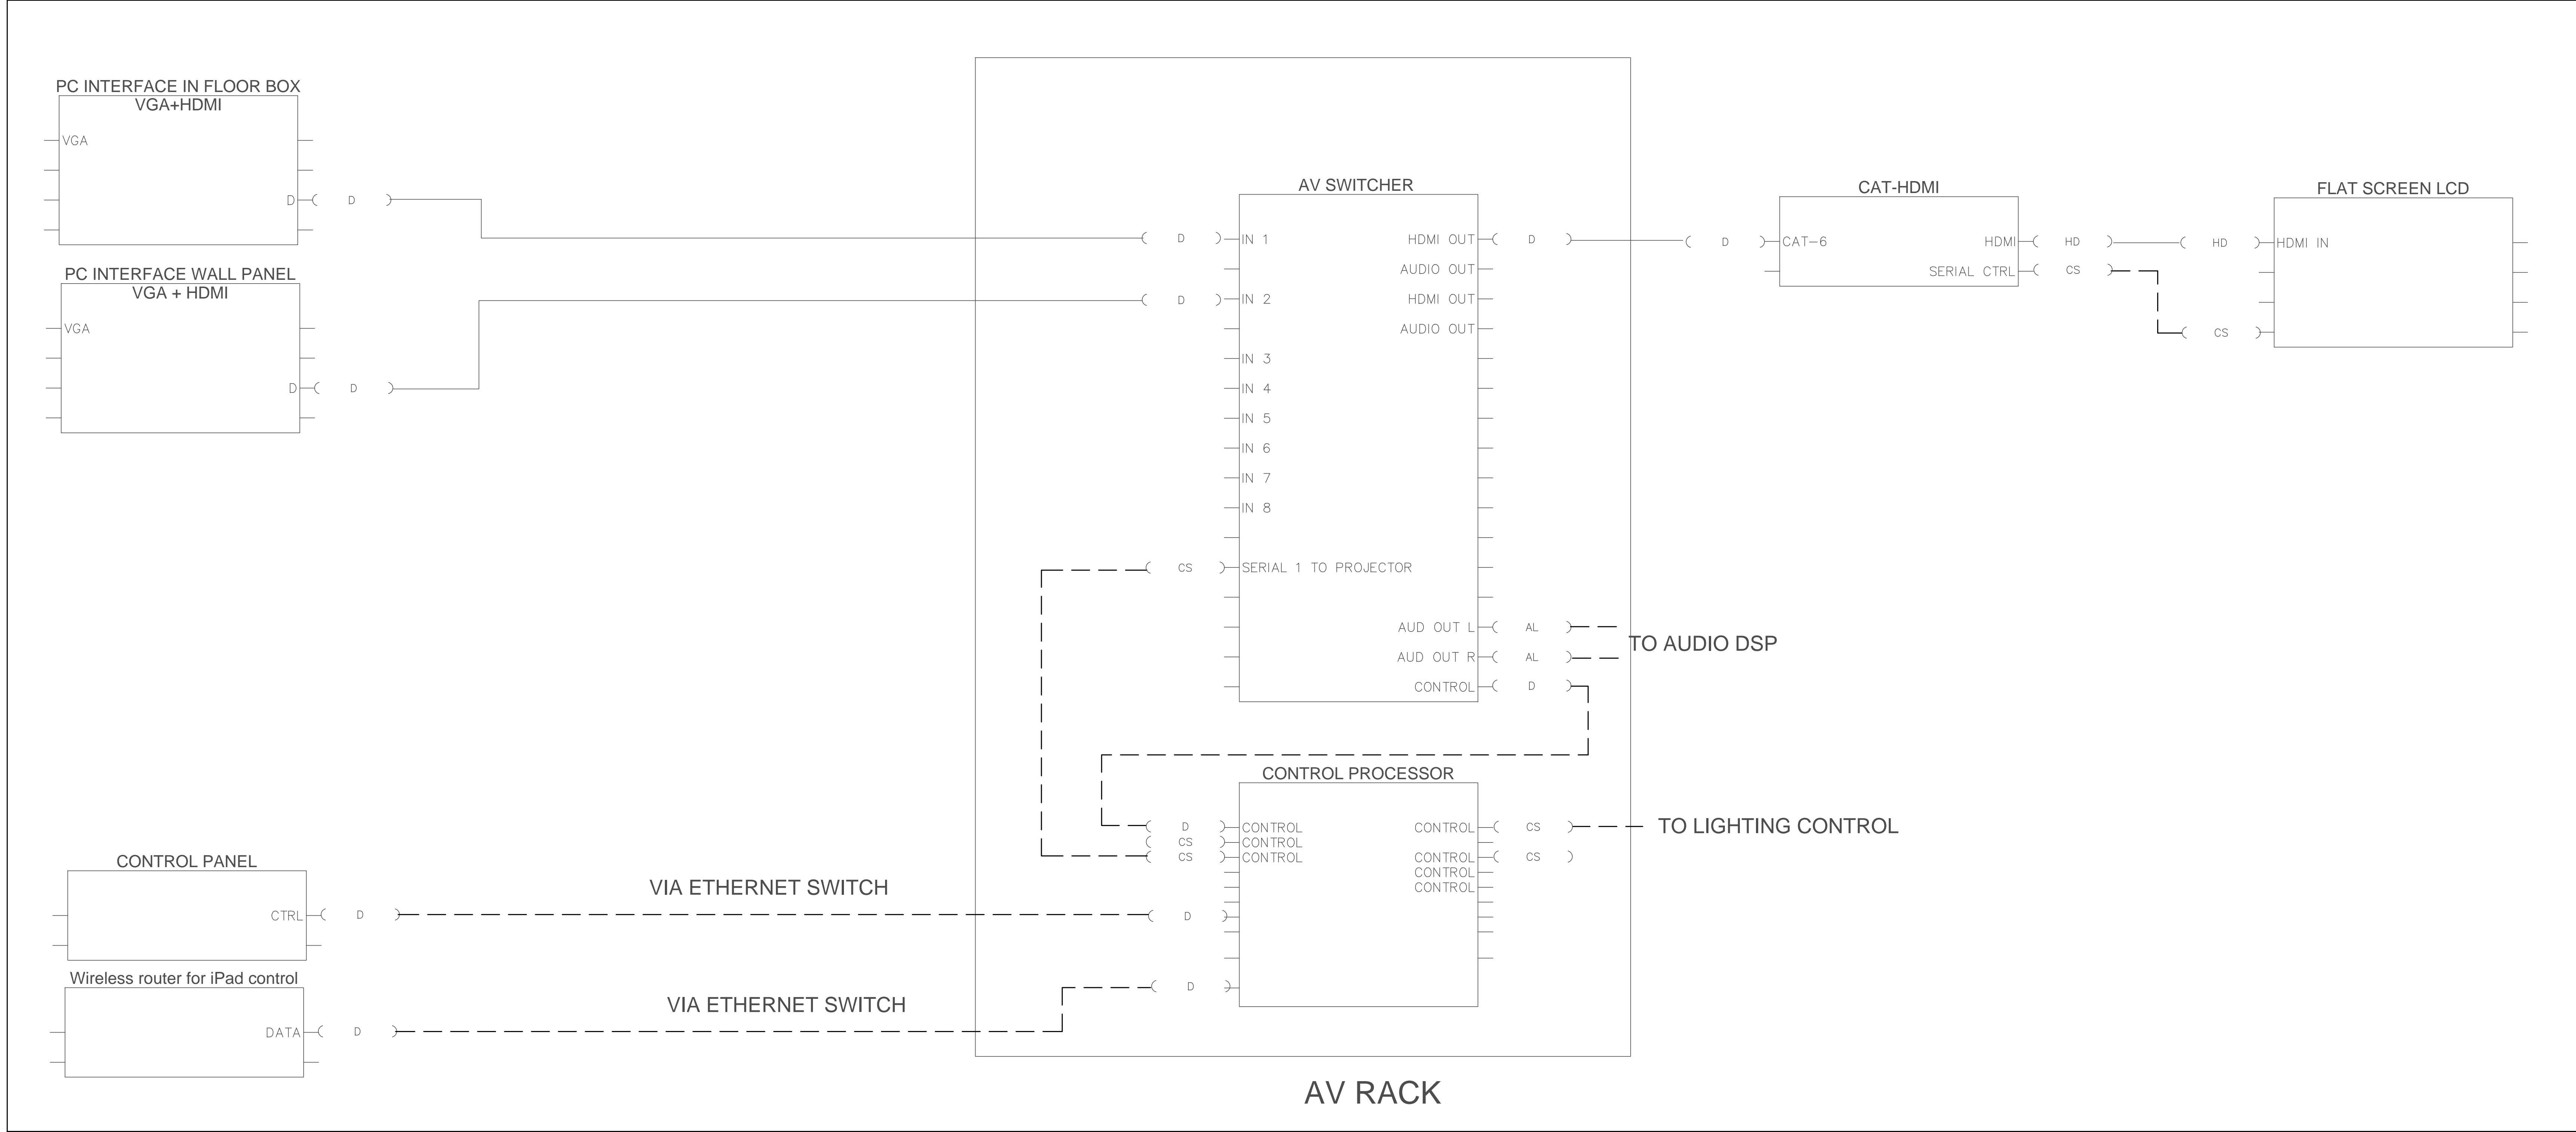 PC INTERFACE IN FLOOR BOX
VGA+HDMI
VGA
D
D
PC INTERFACE WALL PANEL
VGA + HDMI
VGA
D
D
AV SWITCHER
D
IN 1
HDMI OUT
D
AUDIO OUT
D
IN 2
HDMI OUT
AUDIO OUT
IN 3
IN 4
IN 5
IN 6
IN 7
IN 8
CS
SERIAL 1 TO PROJECTOR
AUD OUT L
AL
AUD OUT R
AL
TO AUDIO DSP
CONTROL
D
CAT-HDMI
D
CAT-6
HDMI
HD
SERIAL CTRL
CS
FLAT SCREEN LCD
HD
HDMI IN
CS
CONTROL PROCESSOR
D
CONTROL
CS
CONTROL
CS
CONTROL
D
D
CONTROL
CS
TO LIGHTING CONTROL
CONTROL
CS
CONTROL
CONTROL
CONTROL PANEL
CTRL
D
VIA ETHERNET SWITCH
Wireless router for iPad control
DATA
D
VIA ETHERNET SWITCH
AV RACK